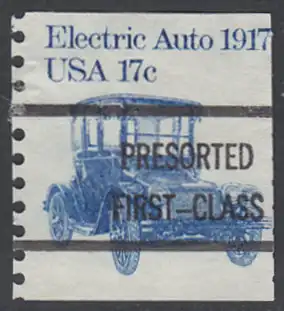 Electric Auto 1917
USA 17c
PRESORTED
FIRST-CLASS